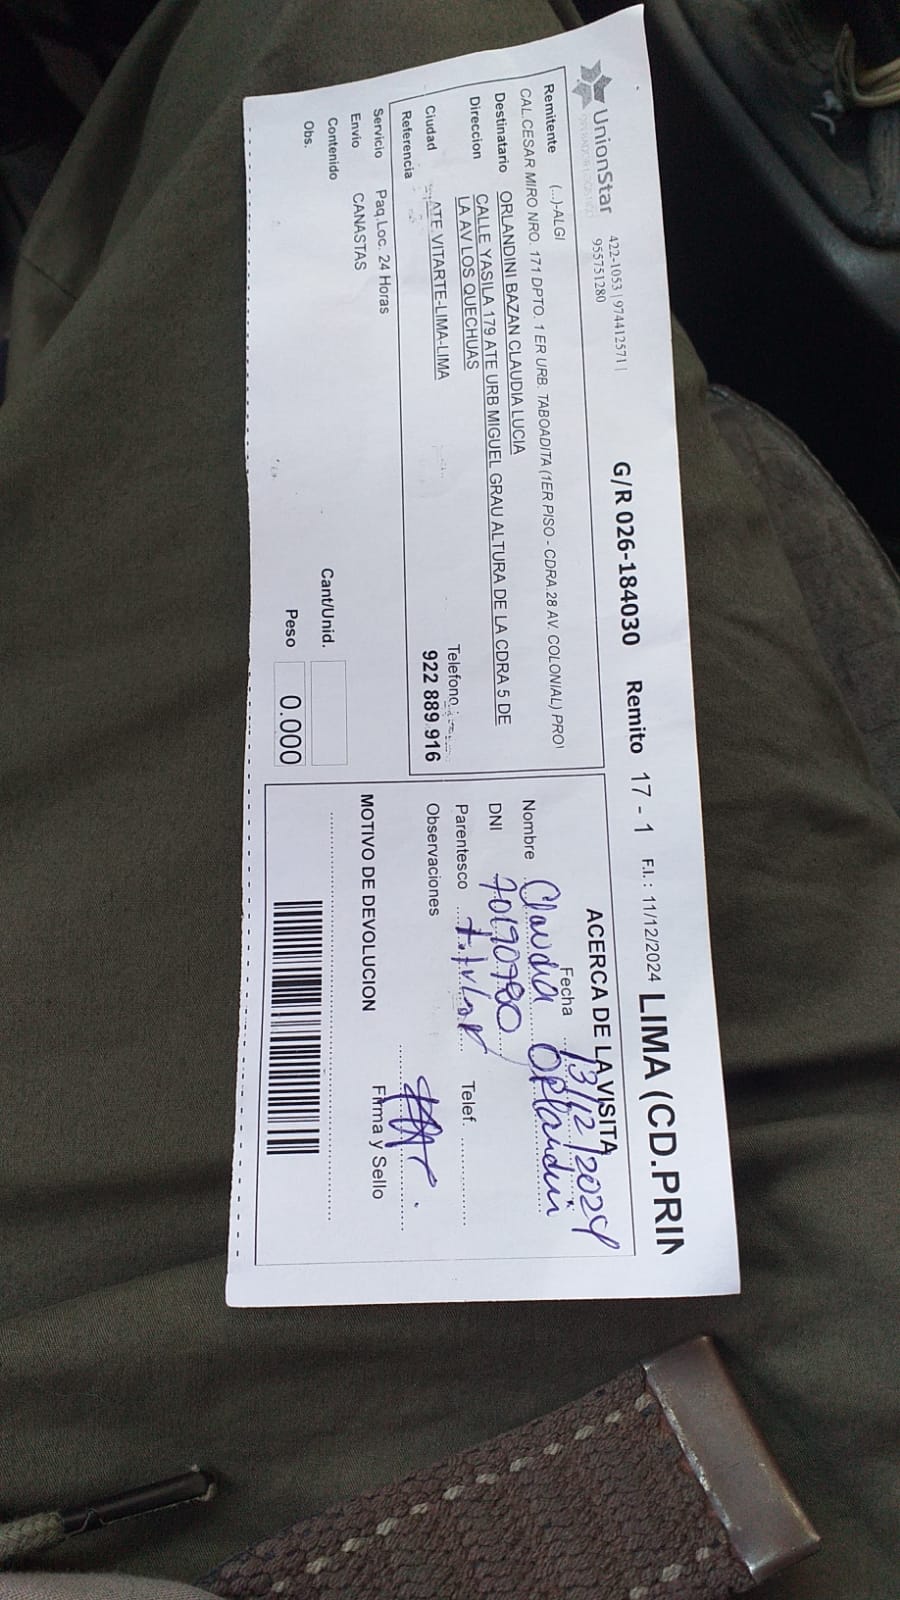 UnionStar
422-1053 | 974412571 |
955751280
G/R 026-184030 Remito 17 - 1 F.I.: 11/12/2024 LIMA (CD.PRIN
Remitente (...)-ALGI
CAL.CESAR MIRO NRO. 171 DPTO. 1 ER URB. TABOADITA (1ER PISO - CDRA.28 AV. COLONIAL) PROV
Destinatario ORLANDINI BAZAN CLAUDIA LUCIA
Direccion CALLE YASILA 179 ATE URB MIGUEL GRAU ALTURA DE LA CDRA 5 DE
LA AV LOS QUECHUAS
Ciudad ATE VITARTE-LIMA-LIMA
Telefono
922 889 916
Referencia
Servicio Paq.Loc. 24 Horas
Envio CANASTAS
Contenido
Obs.
Cant/Unid.
Peso 0.000
ACERCA DE LA VISITA
Fecha 13/12/2024
Nombre Claudia Orlandini
DNI 70190780
Parentesco titular Telef
Observaciones
Firma y Sello
MOTIVO DE DEVOLUCION